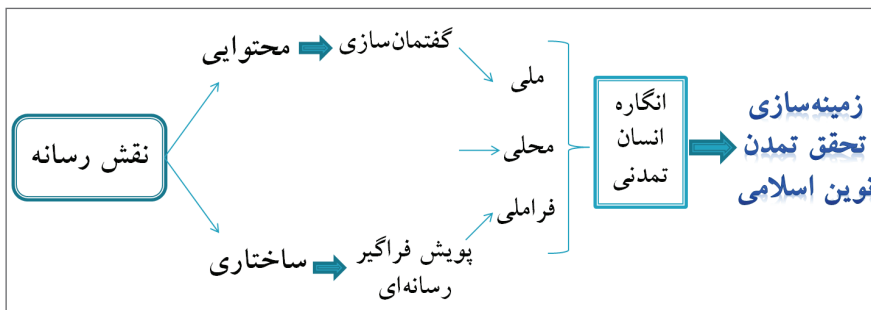 نقش رسانه
محتوایی
گفتمان‌سازی
ساختاری
پویش فراگیر
رسانه‌ای
ملی
محلی
فراملی
انگاره
انسان
تمدنی
زمینه‌سازی
تحقق تمدن
نوین اسلامی